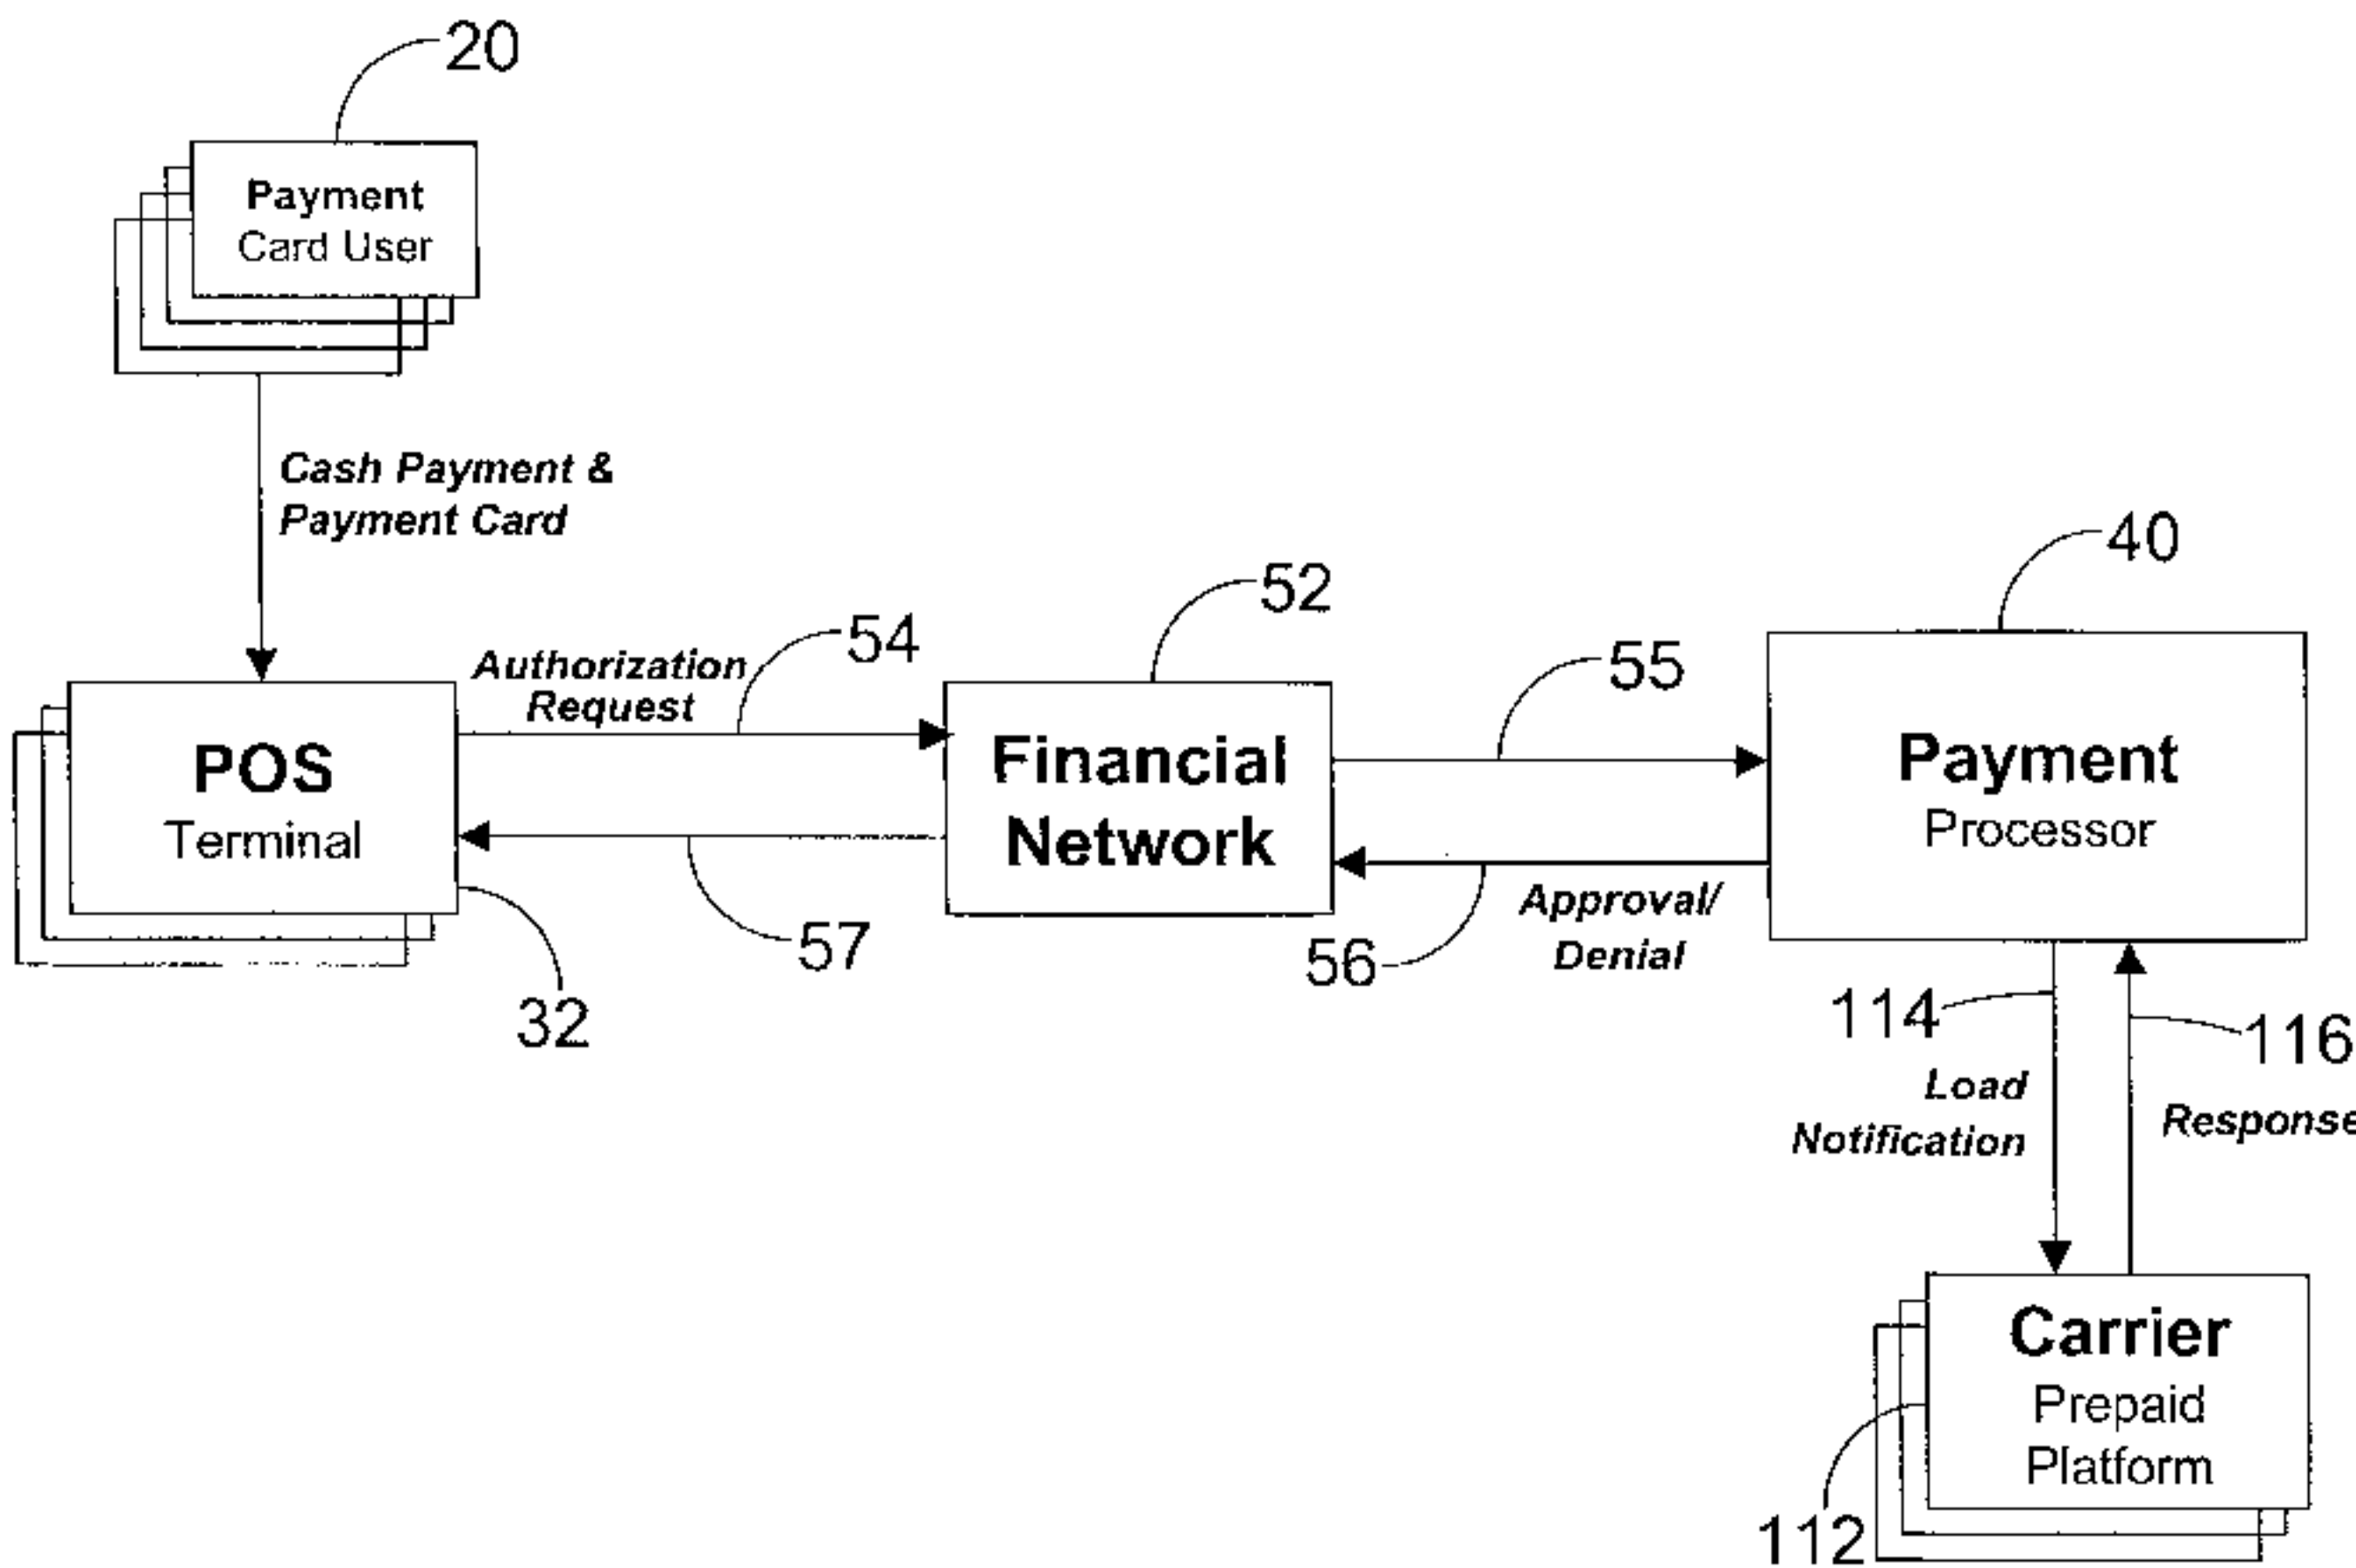 20
Payment
Card User
Cash Payment &
Payment Card
40
52
54
55
Authorization
Request
POS
Terminal
Financial
Network
Payment
Processor
57
56
Approval/
Denial
32
114
116
Load
Notification
Response
Carrier
Prepaid
Platform
112